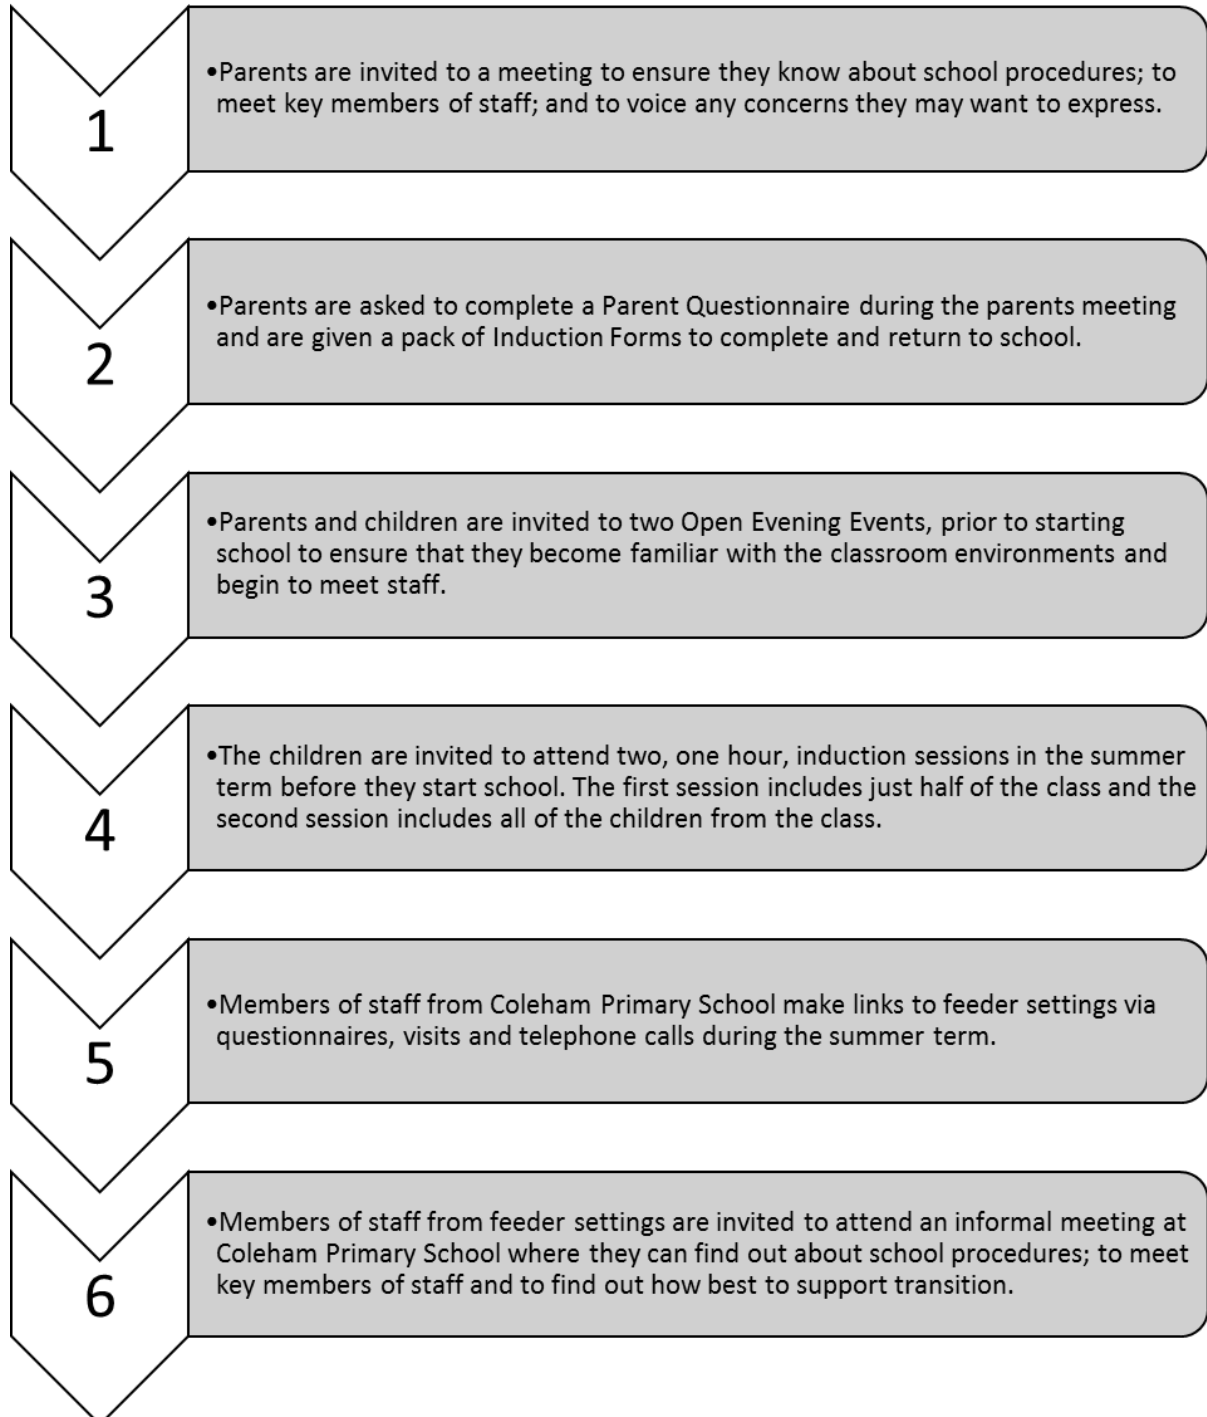 1
•Parents are invited to a meeting to ensure they know about school procedures; to
meet key members of staff; and to voice any concerns they may want to express.
2
•Parents are asked to complete a Parent Questionnaire during the parents meeting
and are given a pack of Induction Forms to complete and return to school.
3
•Parents and children are invited to two Open Evening Events, prior to starting
school to ensure that they become familiar with the classroom environments and
begin to meet staff.
4
•The children are invited to attend two, one hour, induction sessions in the summer
term before they start school. The first session includes just half of the class and the
second session includes all of the children from the class.
5
•Members of staff from Coleham Primary School make links to feeder settings via
questionnaires, visits and telephone calls during the summer term.
6
•Members of staff from feeder settings are invited to attend an informal meeting at
Coleham Primary School where they can find out about school procedures; to meet
key members of staff and to find out how best to support transition.